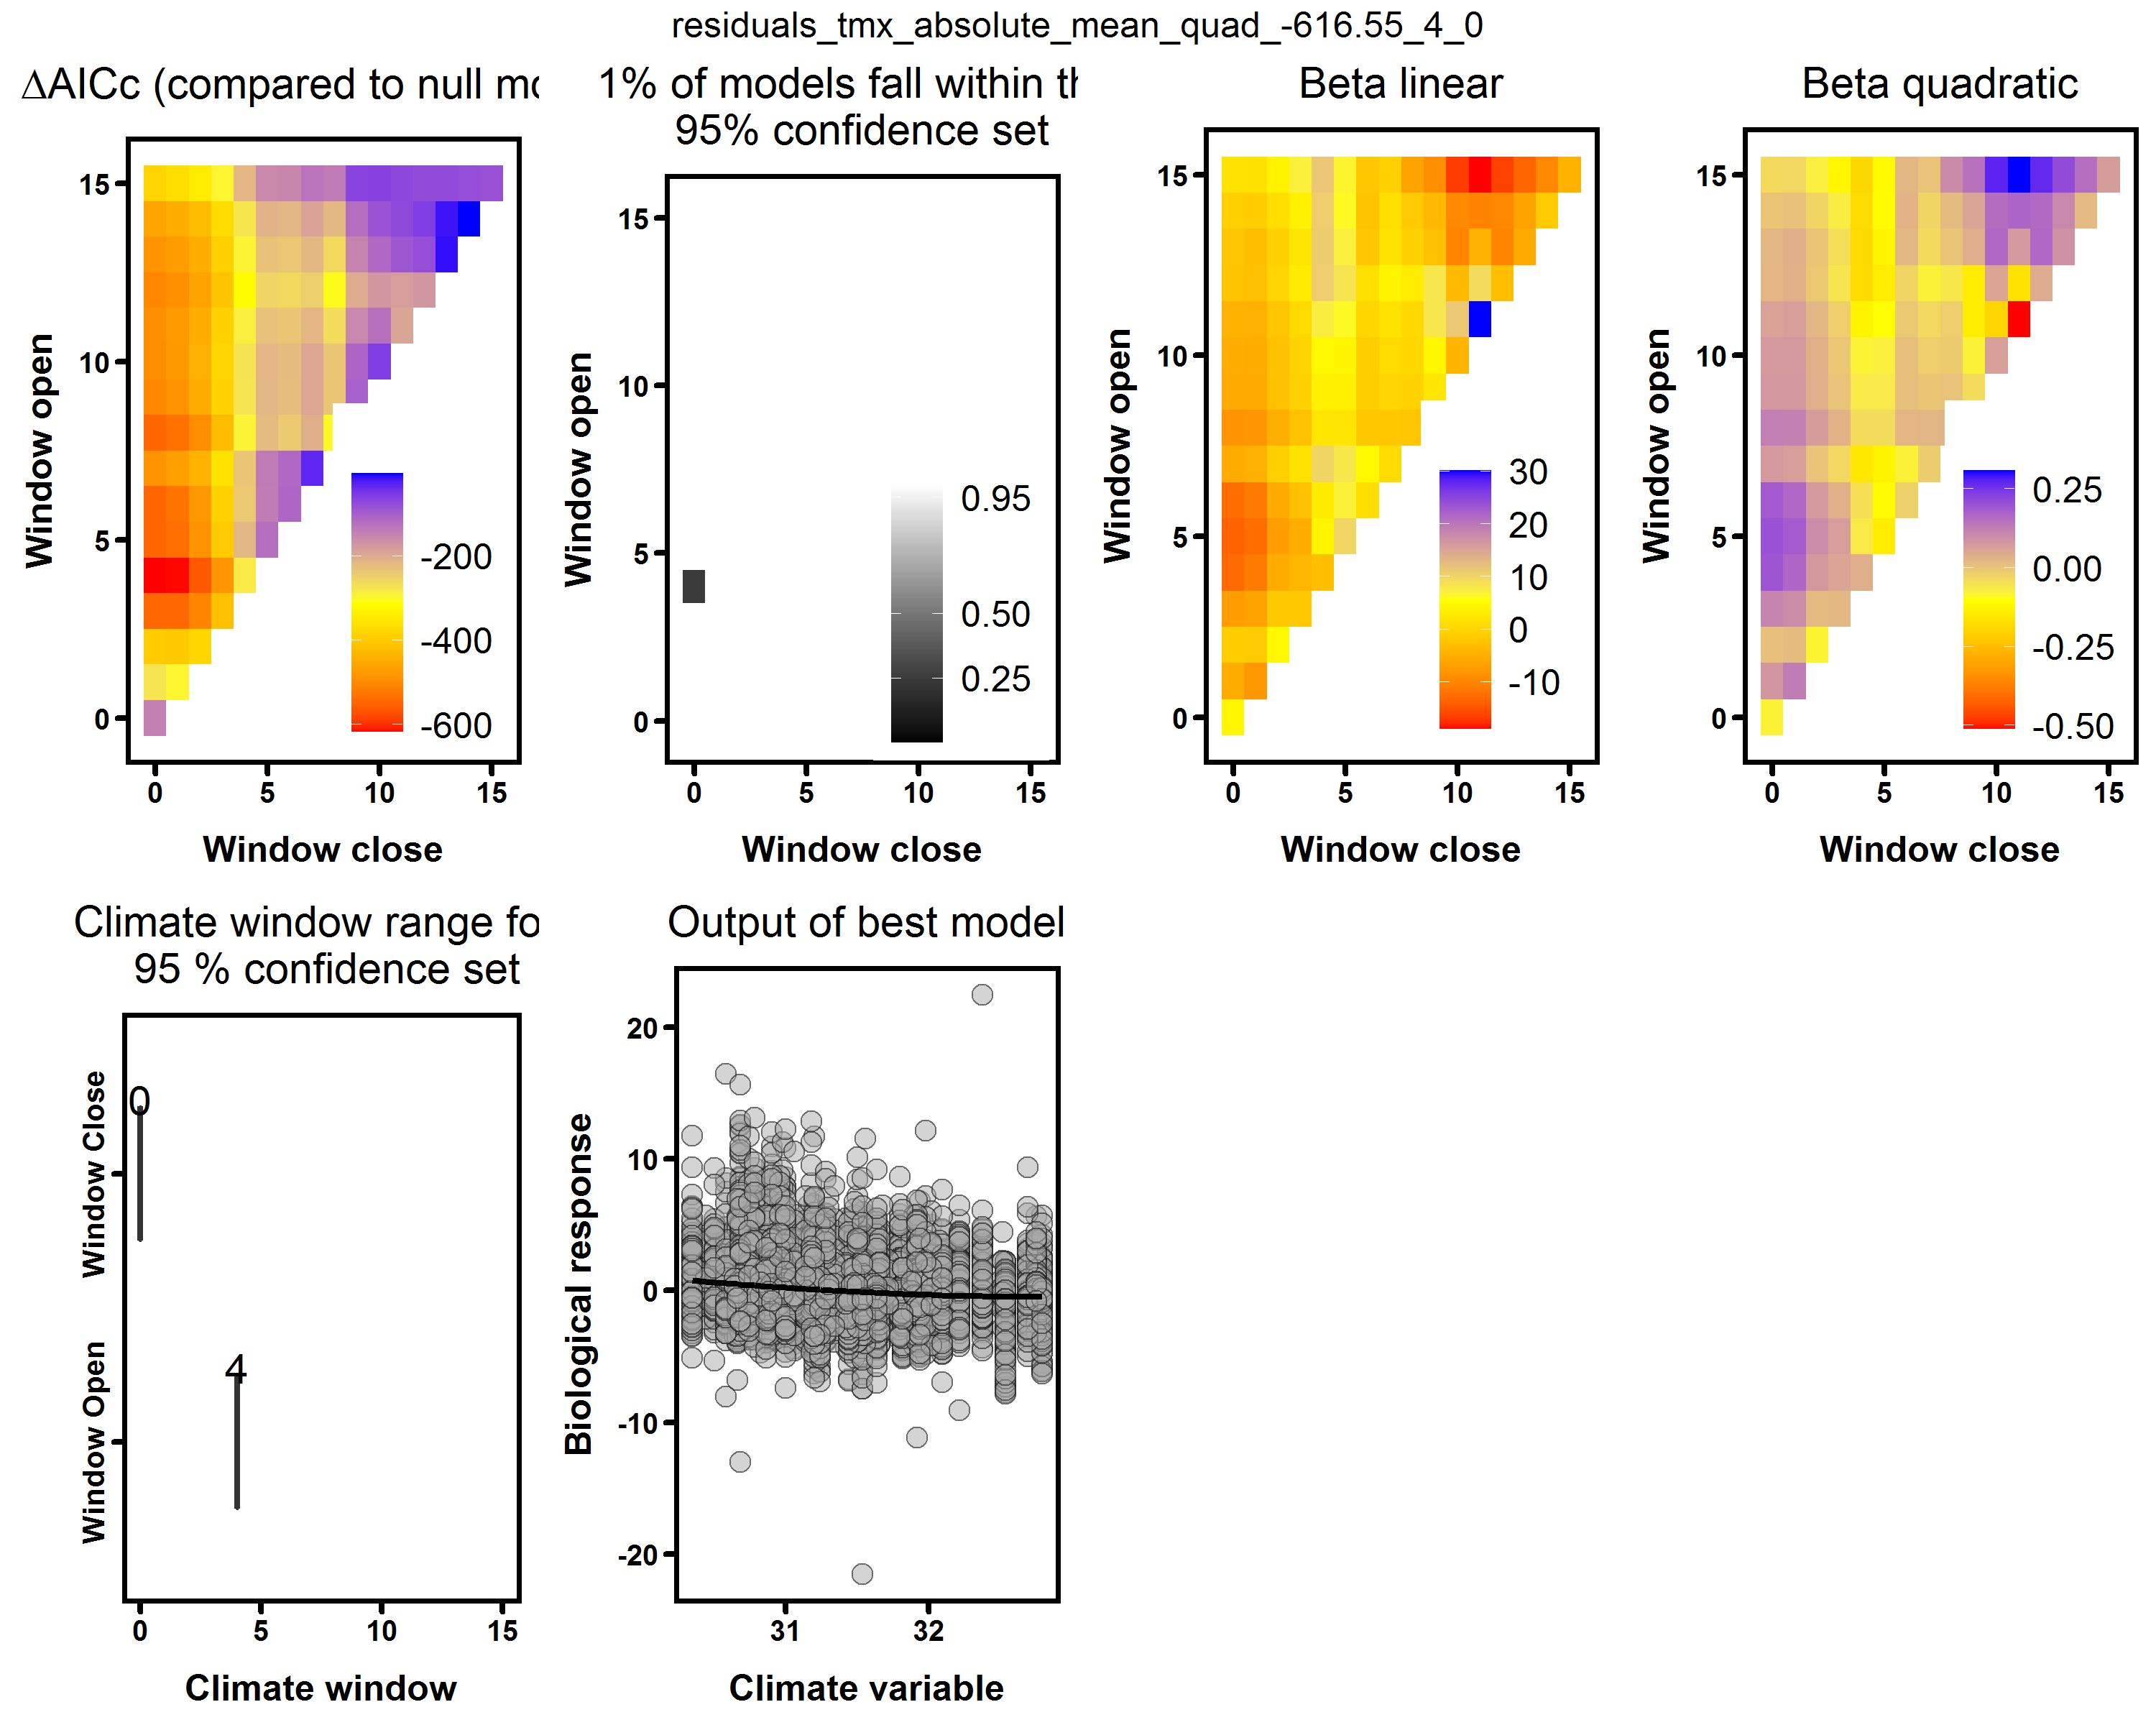 residuals_tmx_absolute_mean_quad_-616.55_4_0
ΔAICc (compared to null mo
15
10
5
0
Window open
-200
-400
-600
0 5 10 15
Window close
1% of models fall within th
95% confidence set
15
10
5
0
Window open
0.95
0.50
0.25
0 5 10 15
Window close
Beta linear
15
10
5
0
Window open
30
20
10
0
-10
0 5 10 15
Window close
Beta quadratic
15
10
5
0
Window open
0.25
0.00
-0.25
-0.50
0 5 10 15
Window close
Climate window range fo
95 % confidence set
Window Close
Window Open
0
4
0 5 10 15
Climate window
Output of best model
20
10
0
-10
-20
Biological response
31 32
Climate variable